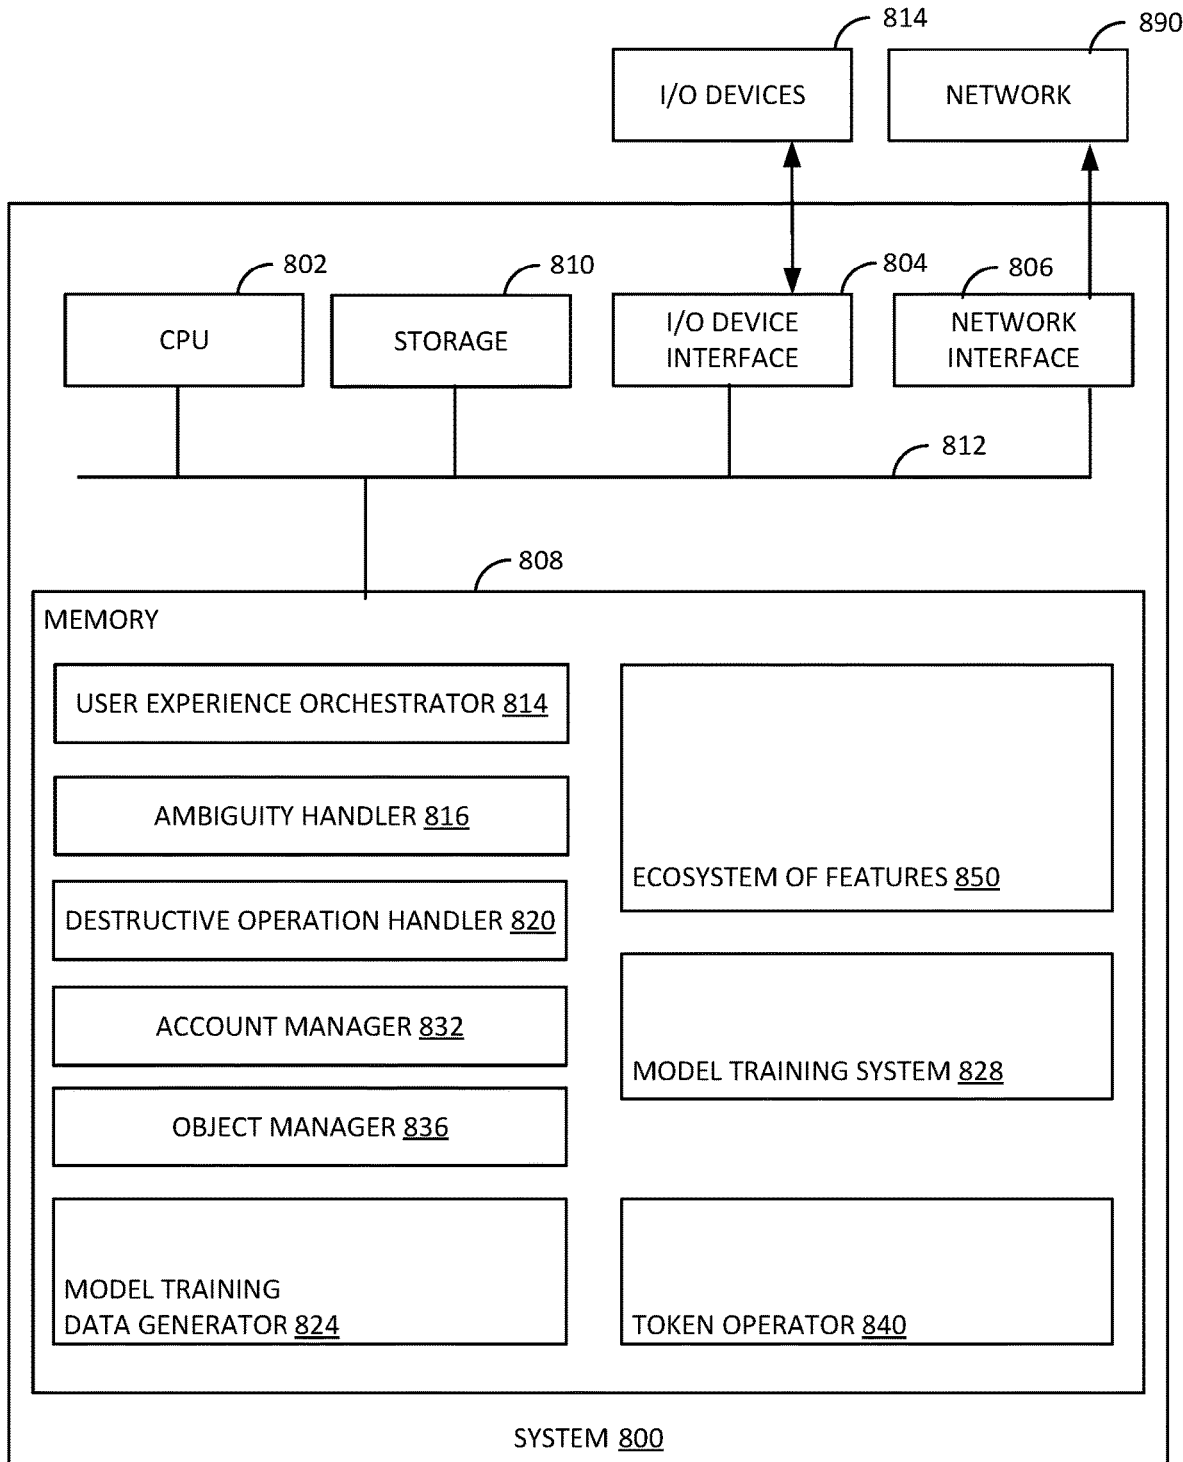 814
890
I/O DEVICES
NETWORK
802
810
804
806
CPU
STORAGE
I/O DEVICE
INTERFACE
NETWORK
INTERFACE
812
808
MEMORY
USER EXPERIENCE ORCHESTRATOR 814
AMBIGUITY HANDLER 816
DESTRUCTIVE OPERATION HANDLER 820
ACCOUNT MANAGER 832
OBJECT MANAGER 836
MODEL TRAINING
DATA GENERATOR 824
ECOSYSTEM OF FEATURES 850
MODEL TRAINING SYSTEM 828
TOKEN OPERATOR 840
SYSTEM 800